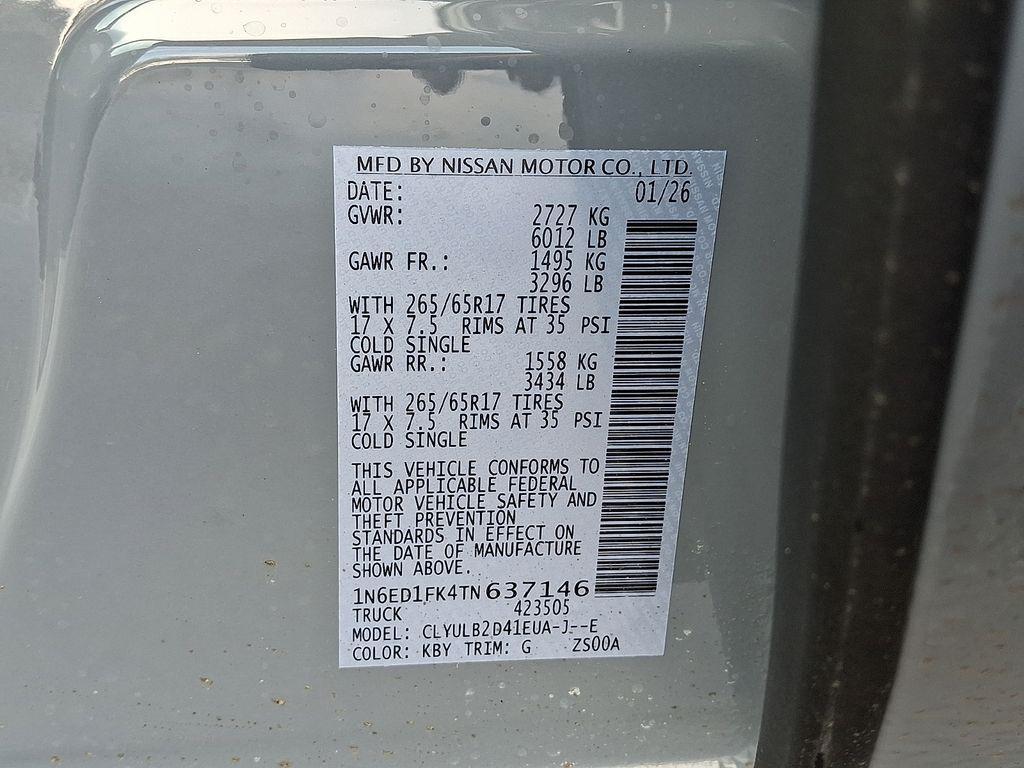 MFD BY NISSAN MOTOR CO., LTD.
DATE: 01/26
GVWR: 2727 KG
6012 LB
GAWR FR.: 1495 KG
3296 LB
WITH 265/65R17 TIRES
17 X 7.5 RIMS AT 35 PSI
COLD SINGLE
GAWR RR.: 1558 KG
3434 LB
WITH 265/65R17 TIRES
17 X 7.5 RIMS AT 35 PSI
COLD SINGLE
THIS VEHICLE CONFORMS TO
ALL APPLICABLE FEDERAL
MOTOR VEHICLE SAFETY AND
THEFT PREVENTION
STANDARDS IN EFFECT ON
THE DATE OF MANUFACTURE
SHOWN ABOVE.
1N6ED1FK4TN637146
TRUCK 423505
MODEL: CLYULB2D41EUA-J--E
COLOR: KBY TRIM: G ZS00A